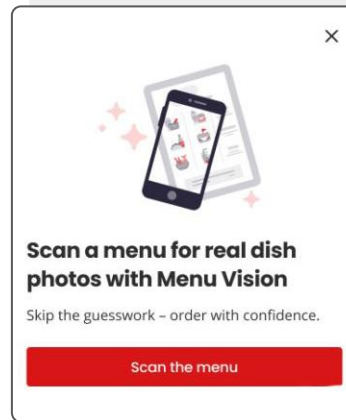 Scan a menu for real dish
photos with Menu Vision
Skip the guesswork – order with confidence.
Scan the menu